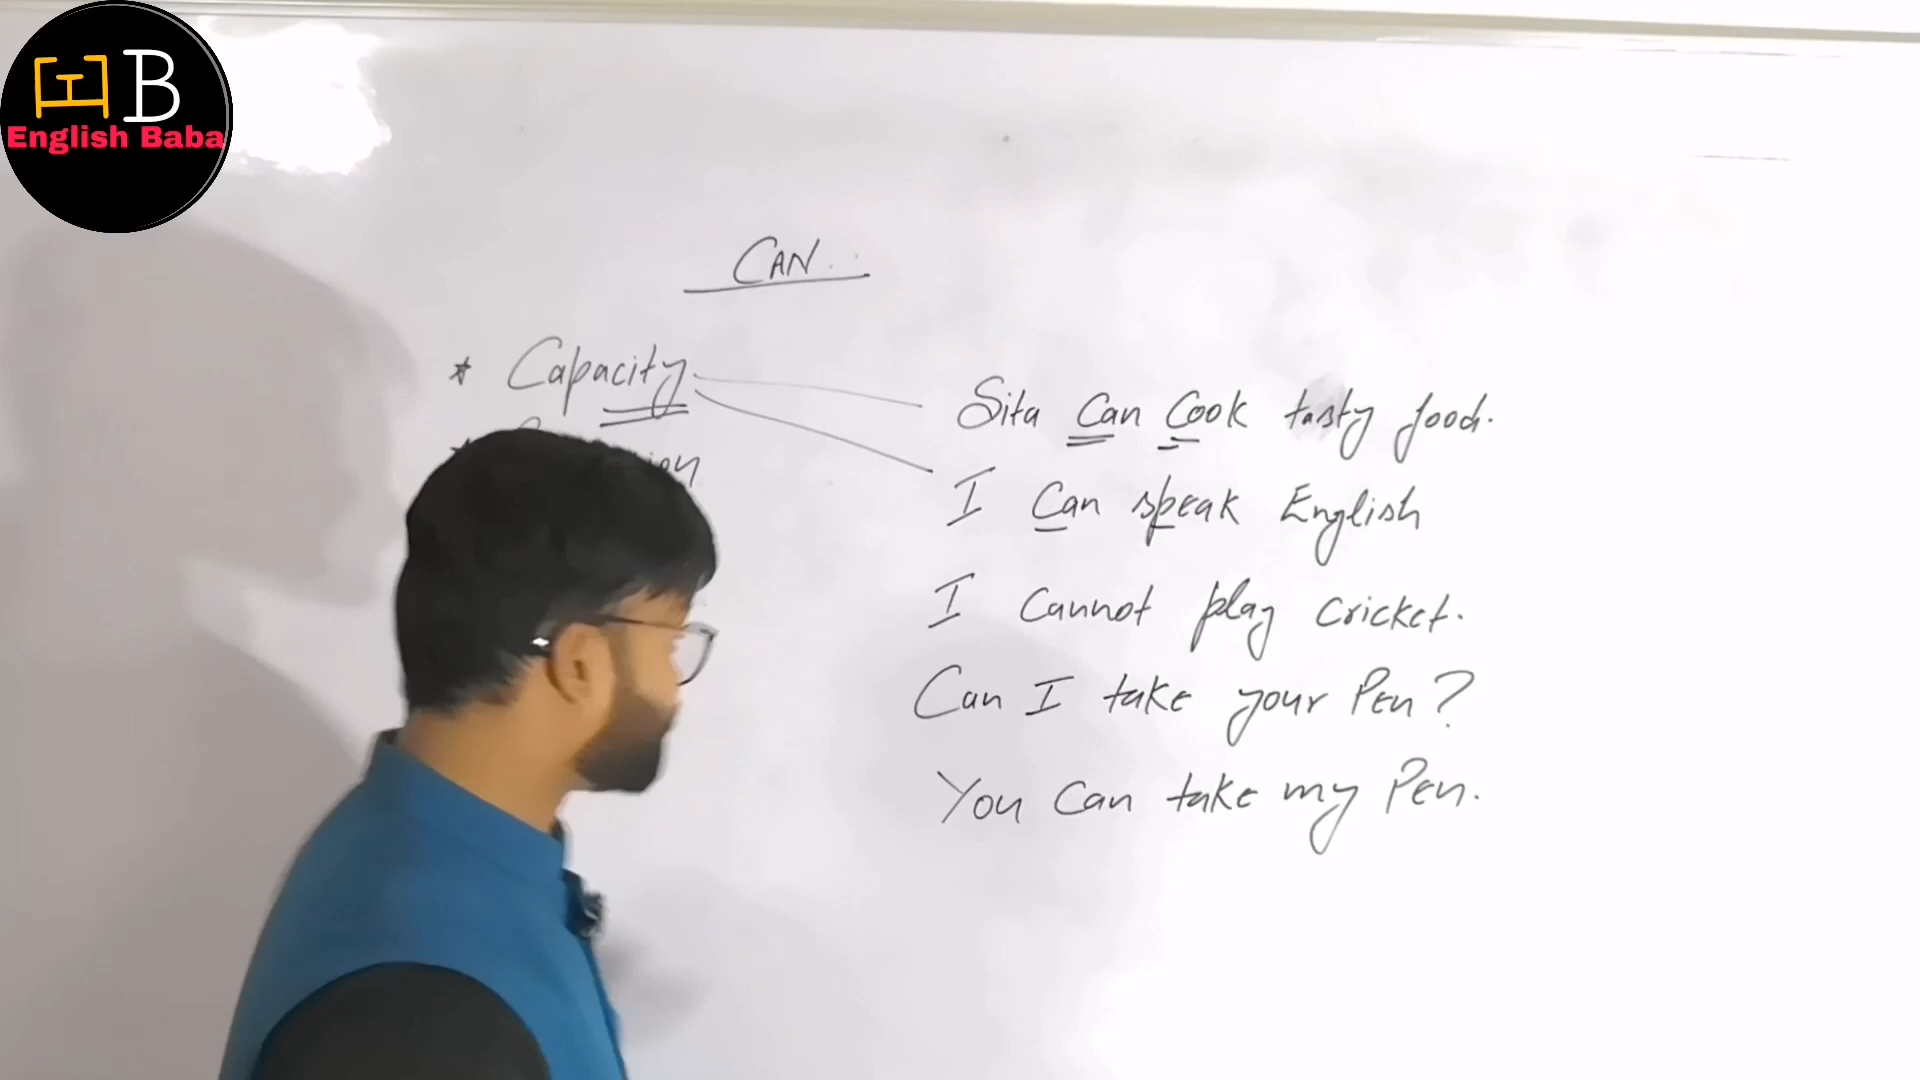 B
English Baba
CAN
* Capacity
Sita Can Cook tasty food.
I Can speak English
I Cannot play cricket.
Can I take your Pen?
You Can take my Pen.